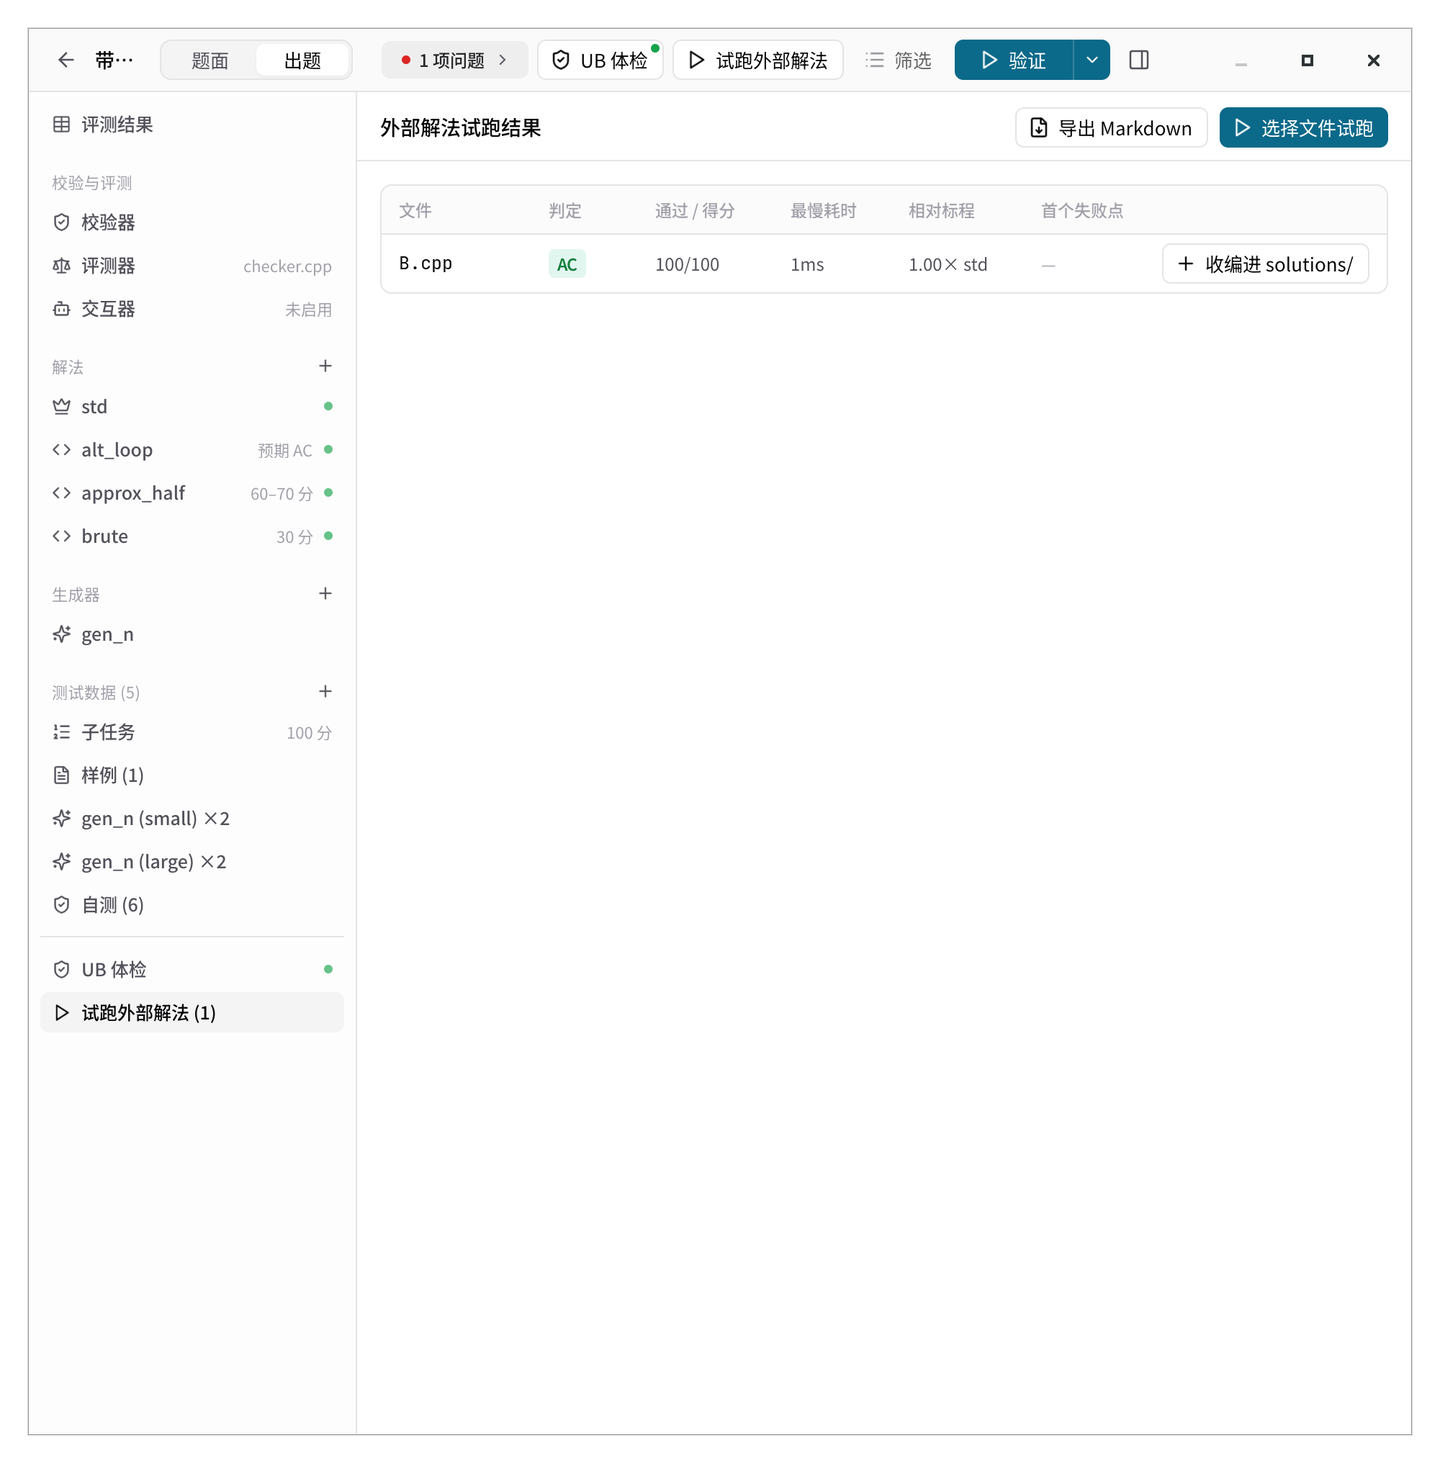 带… 题面 出题 1 项问题 UB 体检 试跑外部解法 筛选 验证
评测结果
校验与评测
校验器
评测器 checker.cpp
交互器 未启用
解法
std
alt_loop 预期 AC
approx_half 60–70 分
brute 30 分
生成器
gen_n
测试数据 (5)
子任务 100 分
样例 (1)
gen_n (small) ×2
gen_n (large) ×2
自测 (6)
UB 体检
试跑外部解法 (1)
外部解法试跑结果 导出 Markdown 选择文件试跑
文件 判定 通过 / 得分 最慢耗时 相对标程 首个失败点
B.cpp AC 100/100 1ms 1.00× std — 收编进 solutions/